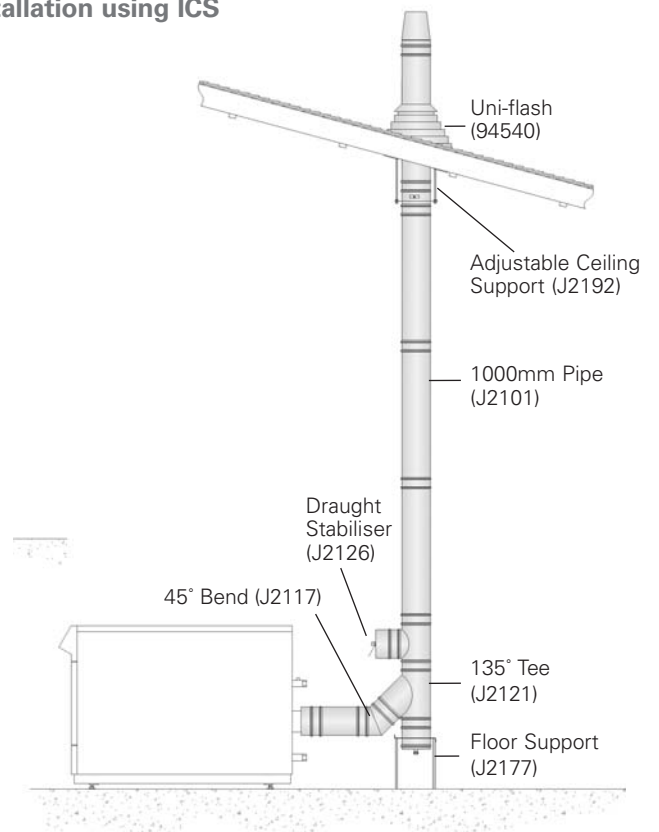 tallation using ICS
Uni-flash
(94540)
Adjustable Ceiling
Support (J2192)
1000mm Pipe
(J2101)
Draught
Stabiliser
(J2126)
45° Bend (J2117)
135° Tee
(J2121)
Floor Support
(J2177)